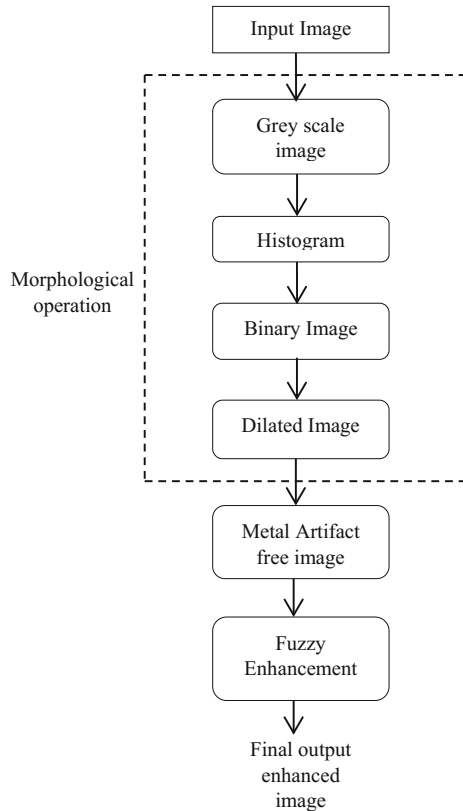 Input Image
Grey scale
image
Histogram
Morphological
operation
Binary Image
Dilated Image
Metal Artifact
free image
Fuzzy
Enhancement
Final output
enhanced
image